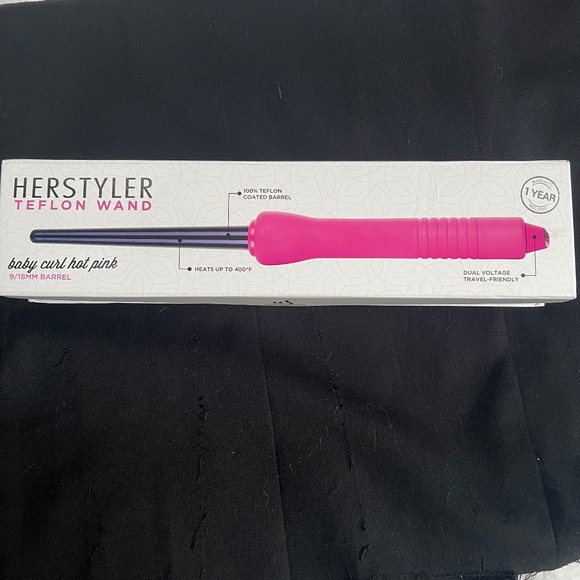 HERSTYLER
TEFLON WAND
100% TEFLON
COATED BARREL
1 YEAR
baby curl hot pink
9/18MM BARREL
HEATS UP TO 400°F
DUAL VOLTAGE
TRAVEL-FRIENDLY